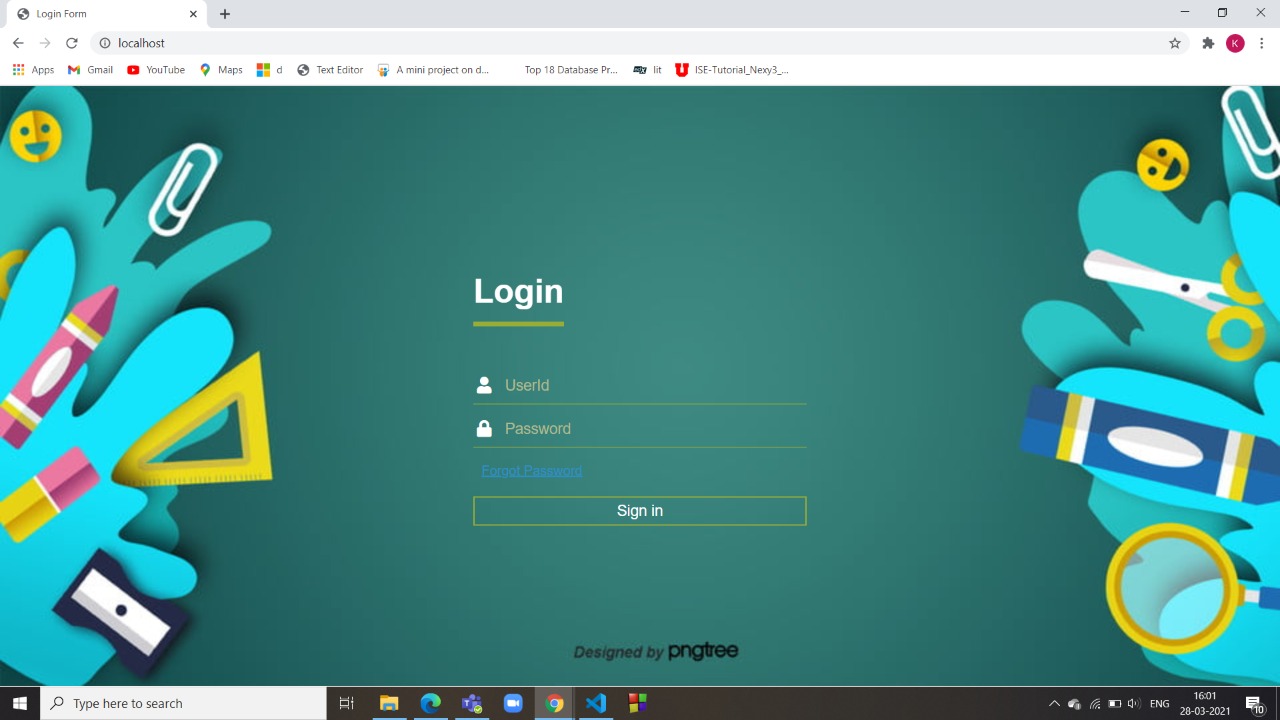 Login Form
localhost
K
Apps Gmail YouTube Maps d Text Editor A mini project on d... Top 18 Database Pr... lit ISE-Tutorial_Nexy3_...
Login
UserId
Password
Forgot Password
Sign in
Designed by pngtree
Type here to search
ENG
16:01
28-03-2021
10